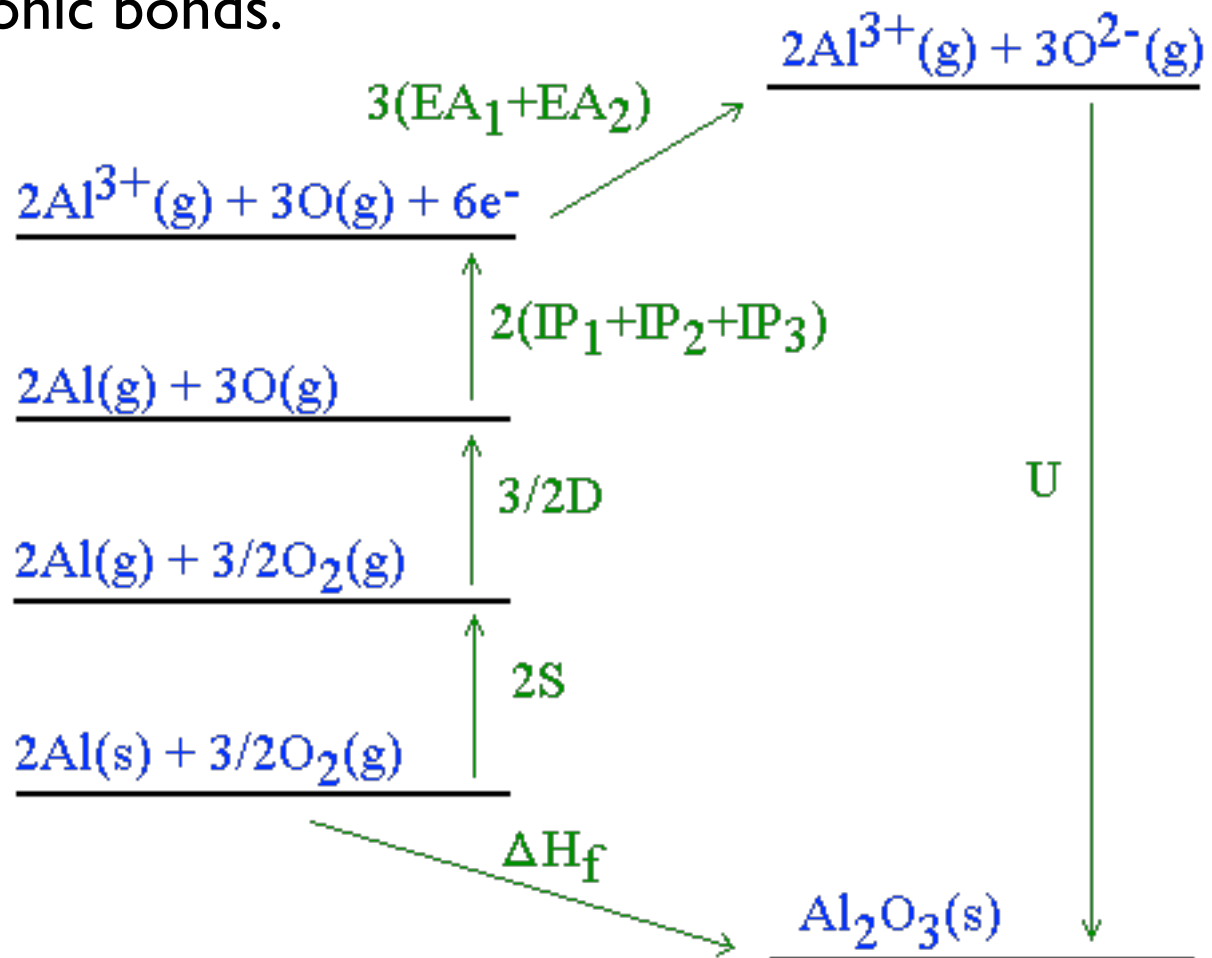 onic bonds.
2Al³⁺(g) + 3O²⁻(g)
3(EA₁+EA₂)
2Al³⁺(g) + 3O(g) + 6e⁻
2(IP₁+IP₂+IP₃)
2Al(g) + 3O(g)
3/2D
U
2Al(g) + 3/2O₂(g)
2S
2Al(s) + 3/2O₂(g)
ΔHf
Al₂O₃(s)